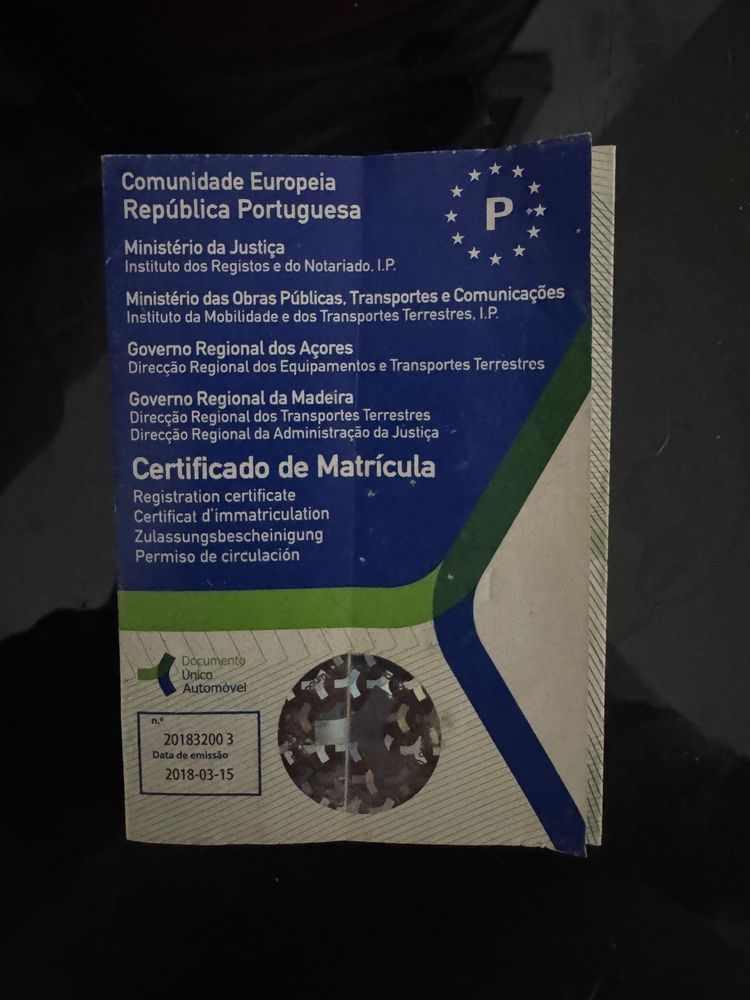 Comunidade Europeia
República Portuguesa
P
Ministério da Justiça
Instituto dos Registos e do Notariado, I.P.
Ministério das Obras Públicas, Transportes e Comunicações
Instituto da Mobilidade e dos Transportes Terrestres, I.P.
Governo Regional dos Açores
Direcção Regional dos Equipamentos e Transportes Terrestres
Governo Regional da Madeira
Direcção Regional dos Transportes Terrestres
Direcção Regional da Administração da Justiça
Certificado de Matrícula
Registration certificate
Certificat d'immatriculation
Zulassungsbescheinigung
Permiso de circulación
Documento
Único
Automóvel
n.º
20183200 3
Data de emissão
2018-03-15